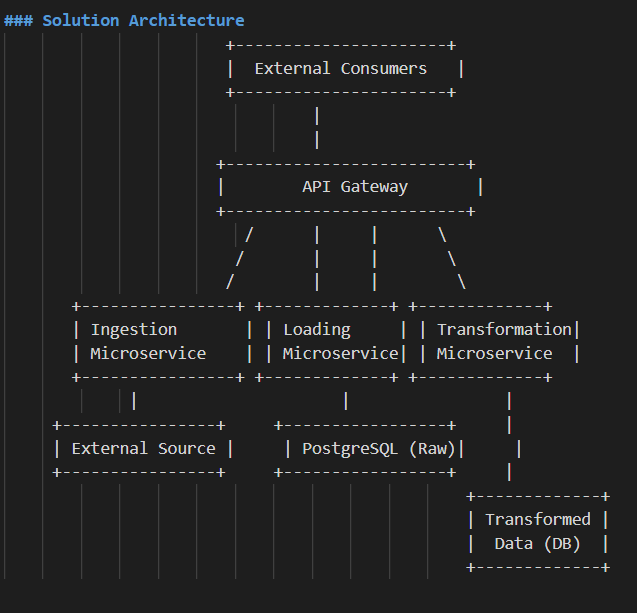 ### Solution Architecture
+----------------------+
|  External Consumers   |
+----------------------+
|
|
+-------------------------+
|        API Gateway       |
+-------------------------+
/      |     |      \
/       |     |       \
/        |     |        \
+----------------+ +-------------+ +-------------+
| Ingestion       | | Loading     | | Transformation|
| Microservice    | | Microservice| | Microservice  |
+----------------+ +-------------+ +-------------+
|                     |                |
+----------------+     +-----------------+     |
| External Source |     | PostgreSQL (Raw)|     |
+----------------+     +-----------------+     |
+-------------+
| Transformed |
|  Data (DB)  |
+-------------+